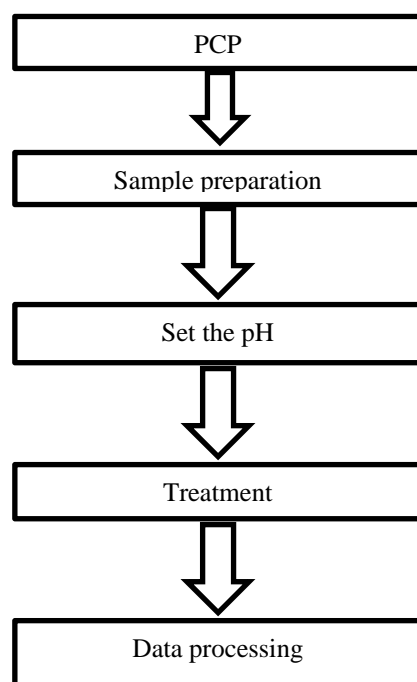 PCP
Sample preparation
Set the pH
Treatment
Data processing